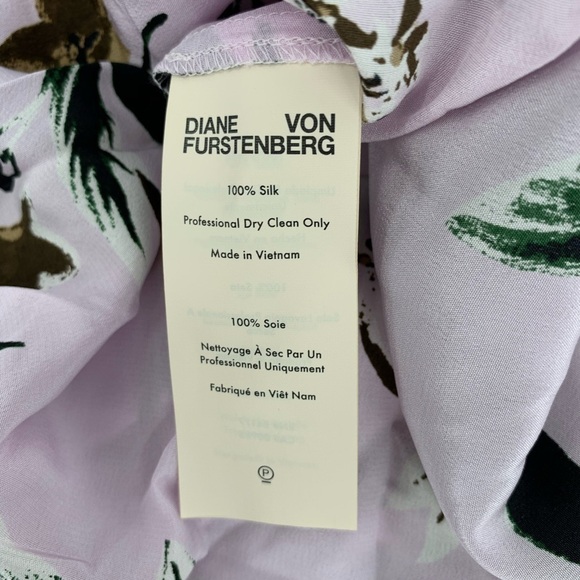 DIANE VON
FURSTENBERG
100% Silk
Professional Dry Clean Only
Made in Vietnam
100% Soie
Nettoyage À Sec Par Un
Professionnel Uniquement
Fabriqué en Viêt Nam
P